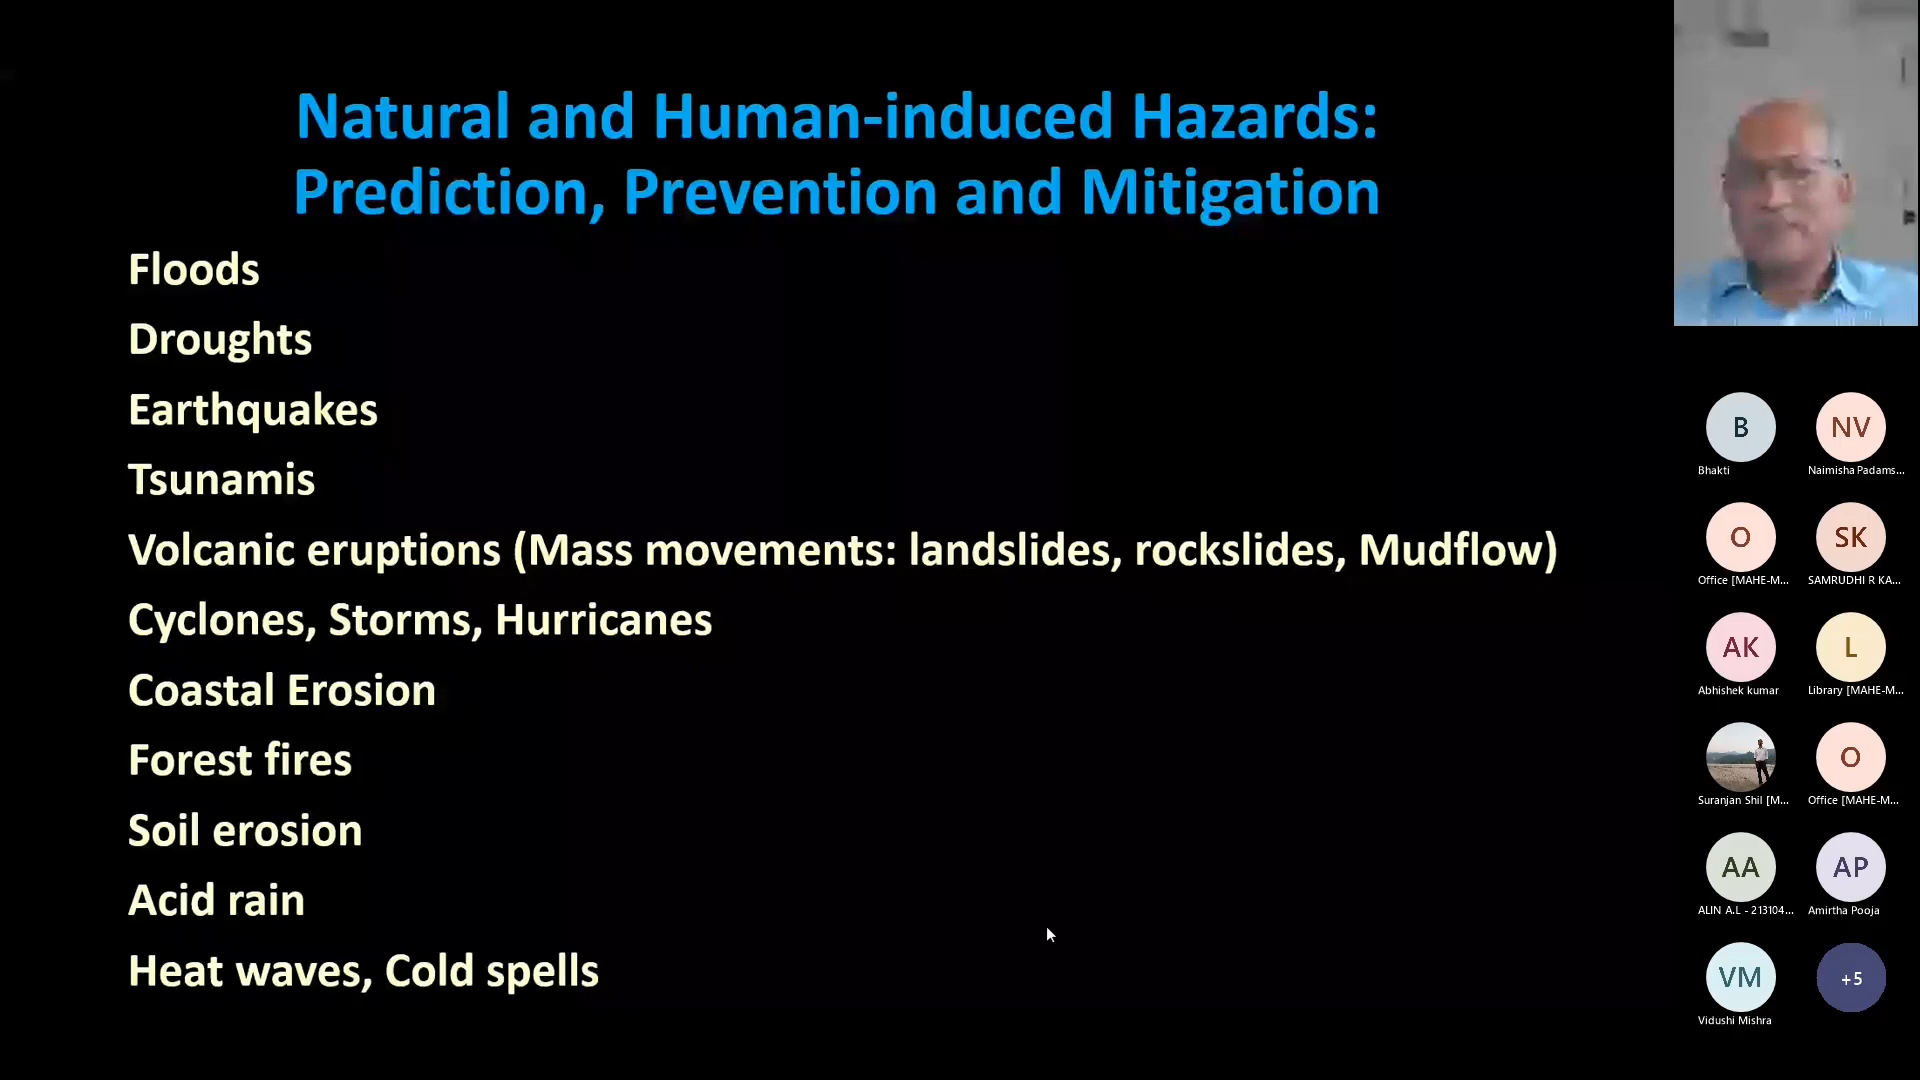 Natural and Human-induced Hazards:
Prediction, Prevention and Mitigation
Floods
Droughts
Earthquakes
Tsunamis
Volcanic eruptions (Mass movements: landslides, rockslides, Mudflow)
Cyclones, Storms, Hurricanes
Coastal Erosion
Forest fires
Soil erosion
Acid rain
Heat waves, Cold spells
B
Bhakti
NV
Naimisha Padams...
O
Office [MAHE-M...
SK
SAMRUDHI R KA...
AK
Abhishek kumar
L
Library [MAHE-M...
Suranjan Shil [M...
O
Office [MAHE-M...
AA
ALIN A.L - 213104...
AP
Amirtha Pooja
VM
Vidushi Mishra
+5